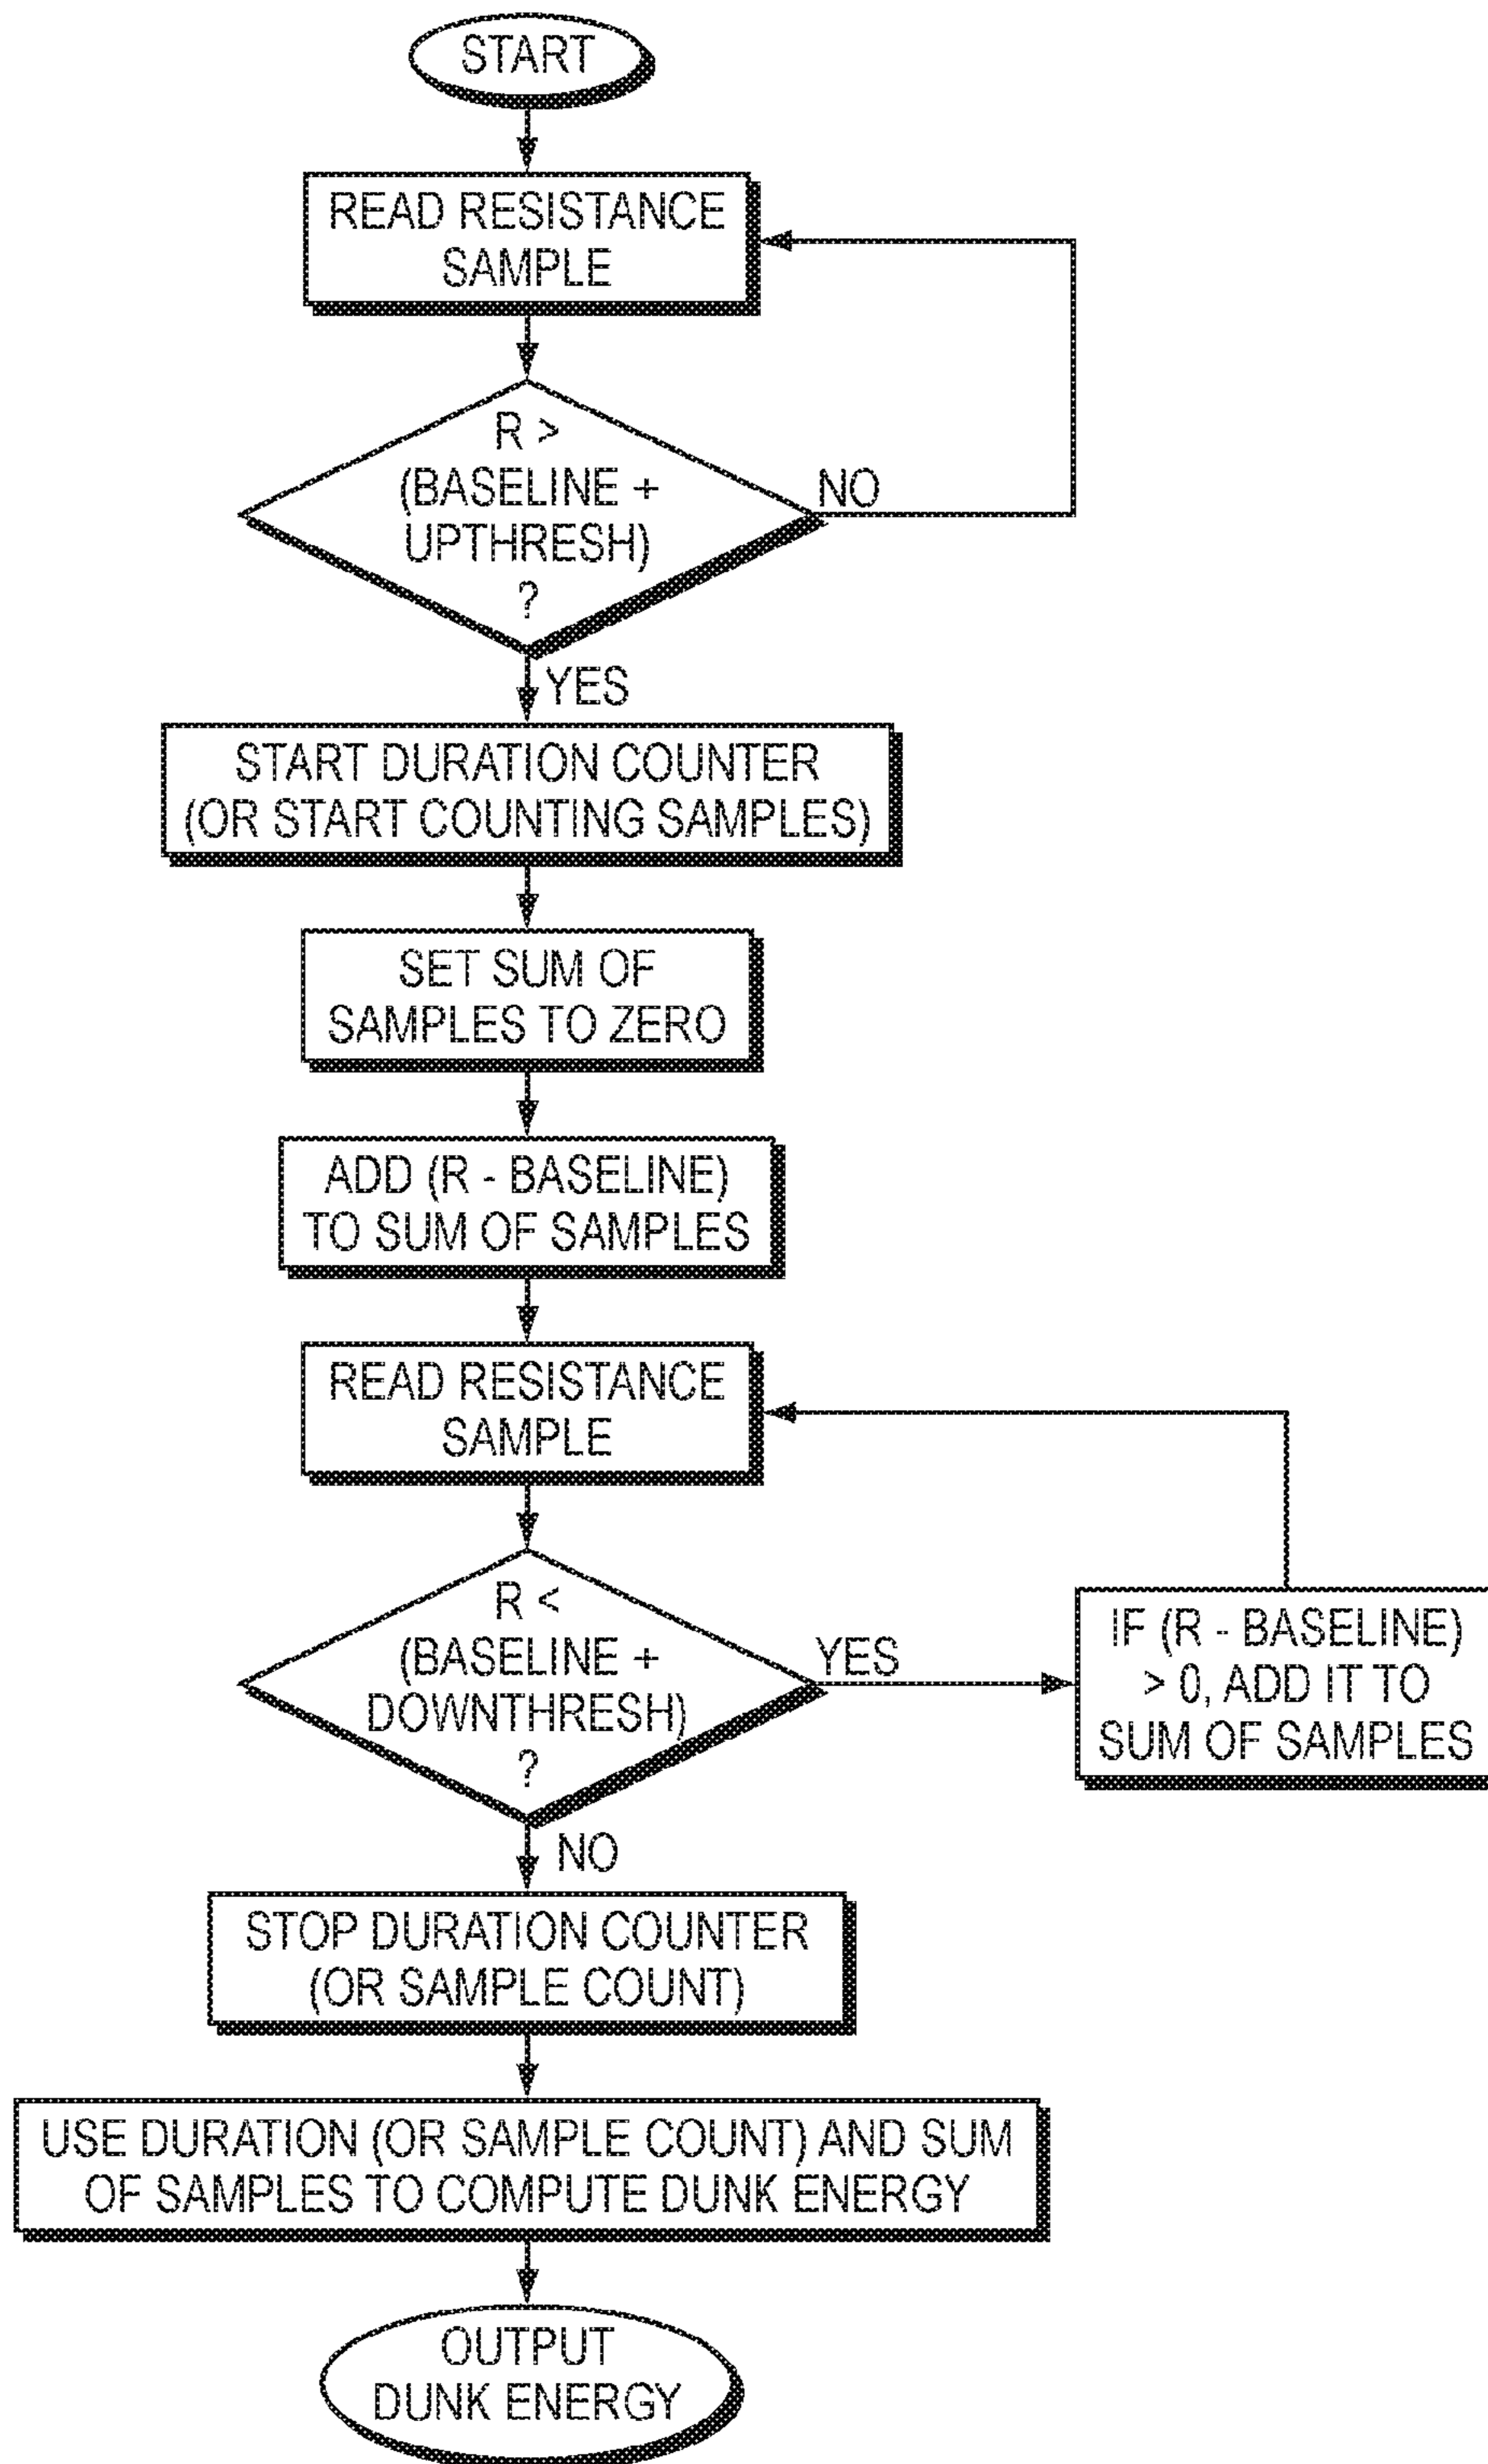 START
READ RESISTANCE
SAMPLE
R >
(BASELINE +
UPTHRESH)
?
NO
YES
START DURATION COUNTER
(OR START COUNTING SAMPLES)
SET SUM OF
SAMPLES TO ZERO
ADD (R - BASELINE)
TO SUM OF SAMPLES
READ RESISTANCE
SAMPLE
R <
(BASELINE +
DOWNTHRESH)
?
YES
IF (R - BASELINE)
> 0, ADD IT TO
SUM OF SAMPLES
NO
STOP DURATION COUNTER
(OR SAMPLE COUNT)
USE DURATION (OR SAMPLE COUNT) AND SUM
OF SAMPLES TO COMPUTE DUNK ENERGY
OUTPUT
DUNK ENERGY